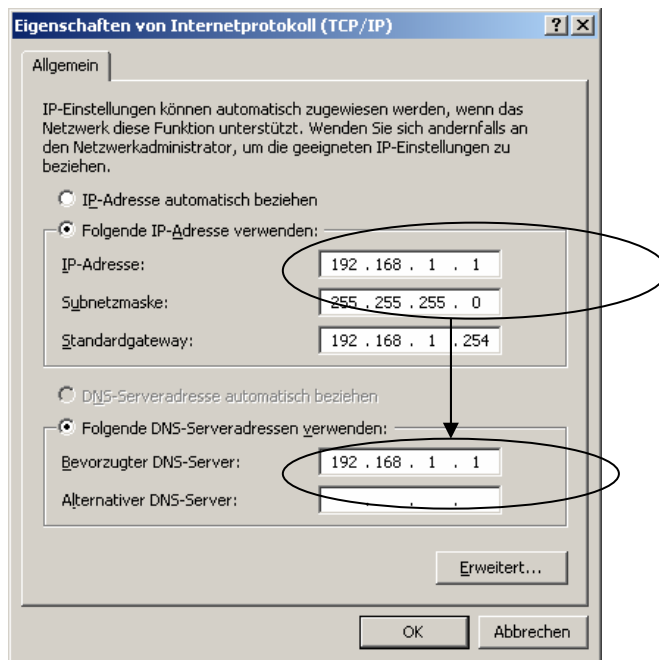 Eigenschaften von Internetprotokoll (TCP/IP)
Allgemein
IP-Einstellungen können automatisch zugewiesen werden, wenn das
Netzwerk diese Funktion unterstützt. Wenden Sie sich andernfalls an
den Netzwerkadministrator, um die geeigneten IP-Einstellungen zu
beziehen.
IP-Adresse automatisch beziehen
Folgende IP-Adresse verwenden:
IP-Adresse: 192 . 168 . 1 . 1
Subnetzmaske: 255 . 255 . 255 . 0
Standardgateway: 192 . 168 . 1 . 254
DNS-Serveradresse automatisch beziehen
Folgende DNS-Serveradressen verwenden:
Bevorzugter DNS-Server: 192 . 168 . 1 . 1
Alternativer DNS-Server: . . .
Erweitert...
OK Abbrechen